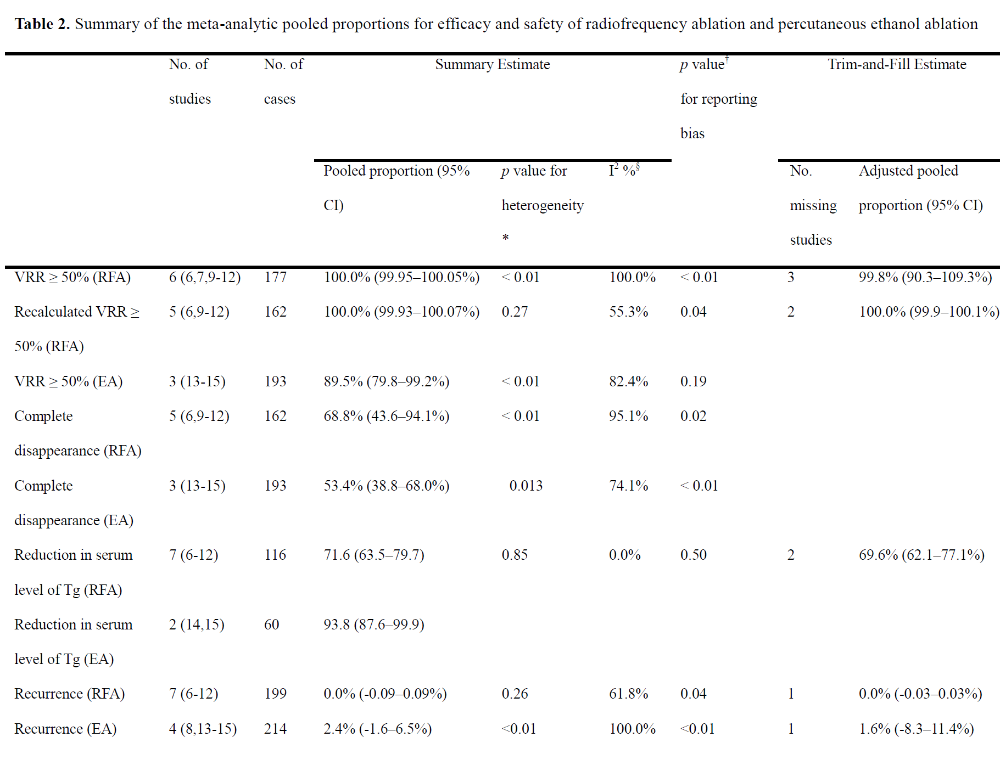 Table 2. Summary of the meta-analytic pooled proportions for efficacy and safety of radiofrequency ablation and percutaneous ethanol ablation
No. of No. of Summary Estimate p value† Trim-and-Fill Estimate
studies cases for reporting
bias
Pooled proportion (95% p value for I2 %§ No. Adjusted pooled
CI) heterogeneity missing proportion (95% CI)
* studies
VRR ≥ 50% (RFA) 6 (6,7,9-12) 177 100.0% (99.95–100.05%) < 0.01 100.0% < 0.01 3 99.8% (90.3–109.3%)
Recalculated VRR ≥ 5 (6,9-12) 162 100.0% (99.93–100.07%) 0.27 55.3% 0.04 2 100.0% (99.9–100.1%)
50% (RFA)
VRR ≥ 50% (EA) 3 (13-15) 193 89.5% (79.8–99.2%) < 0.01 82.4% 0.19
Complete 5 (6,9-12) 162 68.8% (43.6–94.1%) < 0.01 95.1% 0.02
disappearance (RFA)
Complete 3 (13-15) 193 53.4% (38.8–68.0%) 0.013 74.1% < 0.01
disappearance (EA)
Reduction in serum 7 (6-12) 116 71.6 (63.5–79.7) 0.85 0.0% 0.50 2 69.6% (62.1–77.1%)
level of Tg (RFA)
Reduction in serum 2 (14,15) 60 93.8 (87.6–99.9)
level of Tg (EA)
Recurrence (RFA) 7 (6-12) 199 0.0% (-0.09–0.09%) 0.26 61.8% 0.04 1 0.0% (-0.03–0.03%)
Recurrence (EA) 4 (8,13-15) 214 2.4% (-1.6–6.5%) <0.01 100.0% <0.01 1 1.6% (-8.3–11.4%)